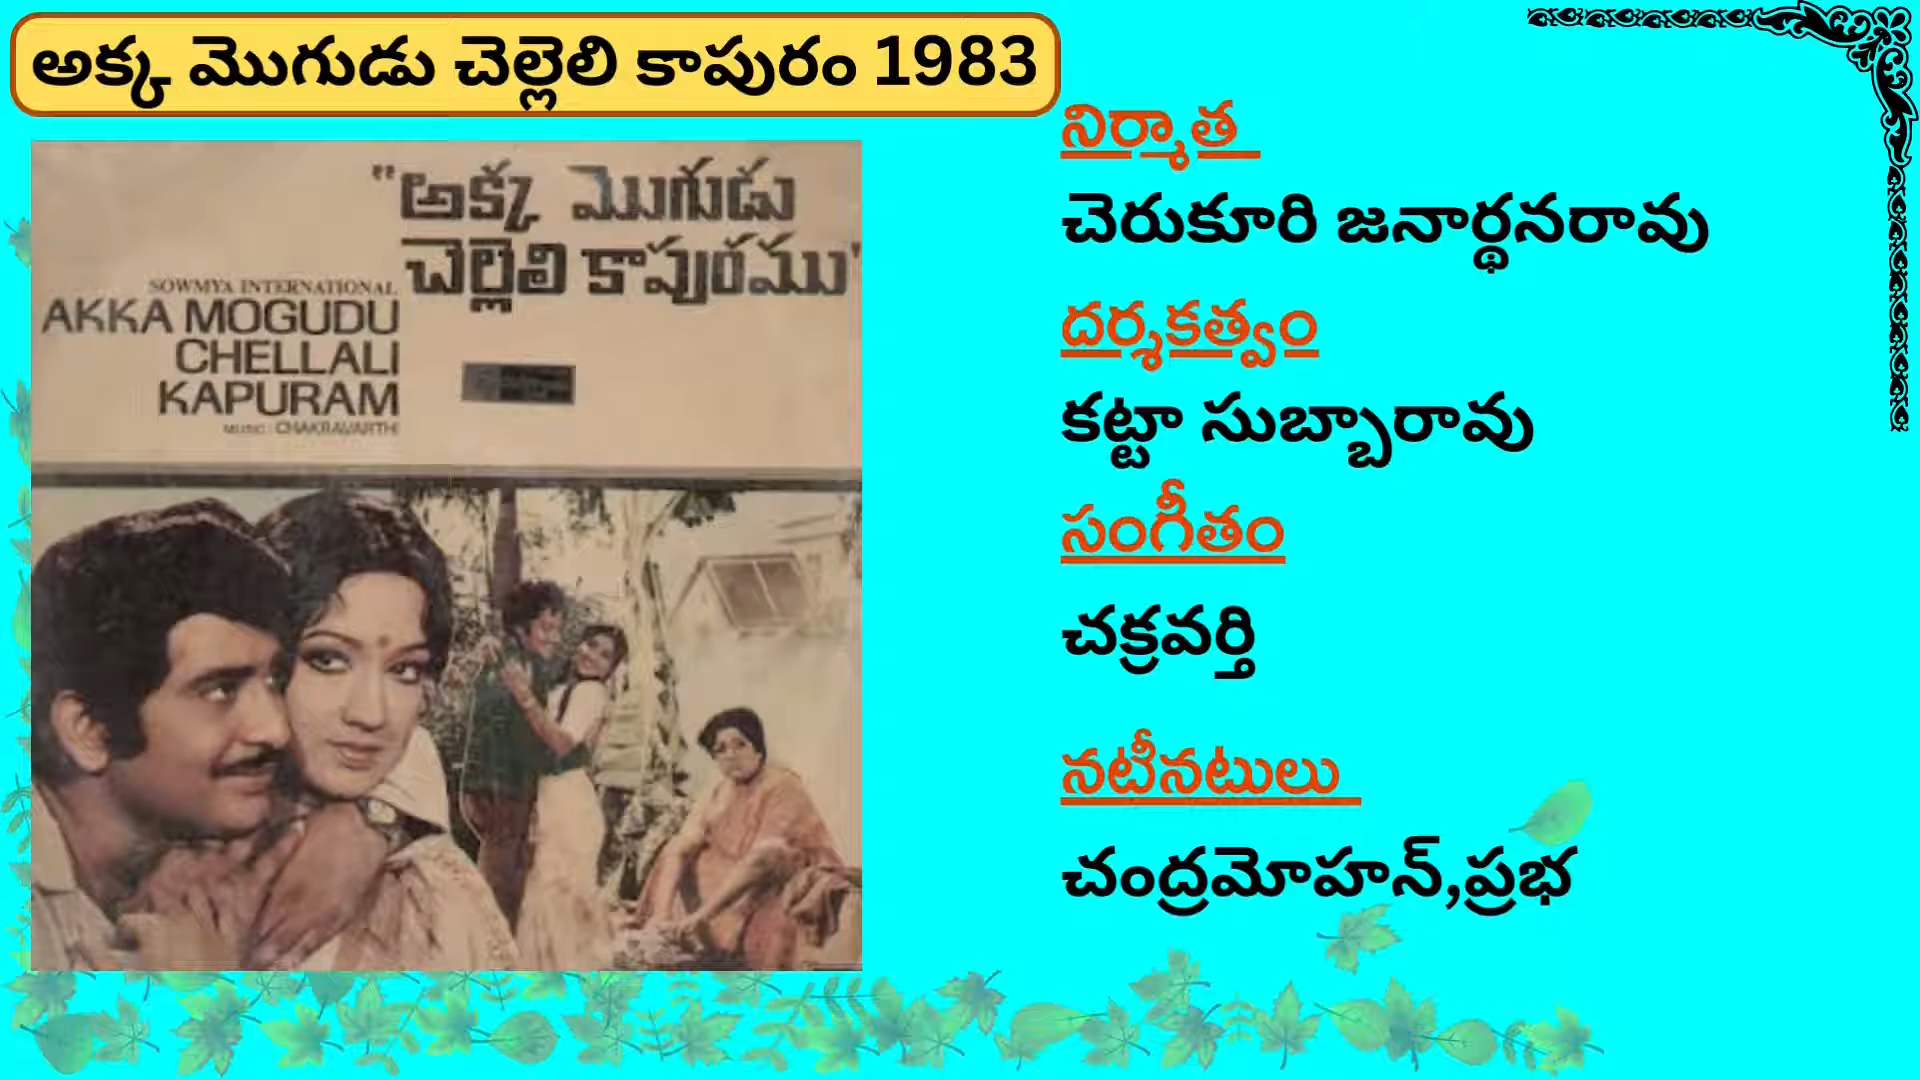 అక్క మొగుడు చెల్లెలి కాపురం 1983
"అక్క మొగుడు
చెల్లెలి కాపురము"
SOWMYA INTERNATIONAL
AKKA MOGUDU
CHELLALI
KAPURAM
MUSIC : CHAKRAVARTHI
నిర్మాత
చెరుకూరి జనార్ధనరావు
దర్శకత్వం
కట్టా సుబ్బారావు
సంగీతం
చక్రవర్తి
నటీనటులు
చంద్రమోహన్,ప్రభ